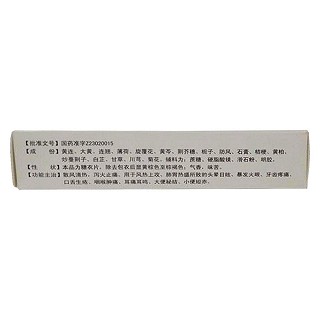 【批准文号】国药准字Z23020015
【成    份】黄连、大黄、连翘、薄荷、旋覆花、黄芩、荆芥穗、栀子、防风、石膏、桔梗、黄柏、
炒蔓荆子、白芷、甘草、川芎、菊花。辅料为：蔗糖、硬脂酸镁、滑石粉、明胶。
【性    状】本品为糖衣片，除去包衣后显黄棕色至棕褐色；气香，味苦。
【功能主治】散风清热，泻火止痛。用于风热上攻、肺胃热盛所致的头晕目眩、暴发火眼、牙齿疼痛、
口舌生疮、咽喉肿痛、耳痛耳鸣、大便秘结、小便短赤。